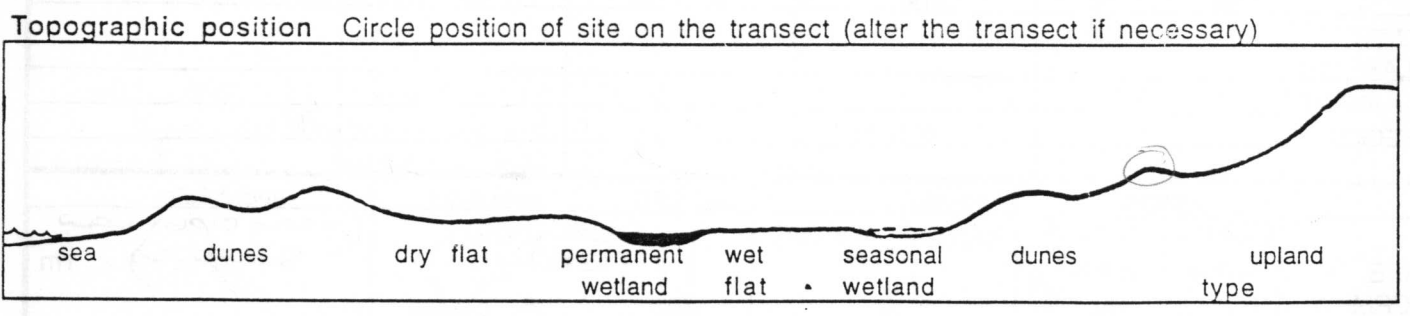 Topographic position Circle position of site on the transect (alter the transect if necessary)
sea dunes dry flat permanent wet seasonal dunes upland
wetland flat wetland type